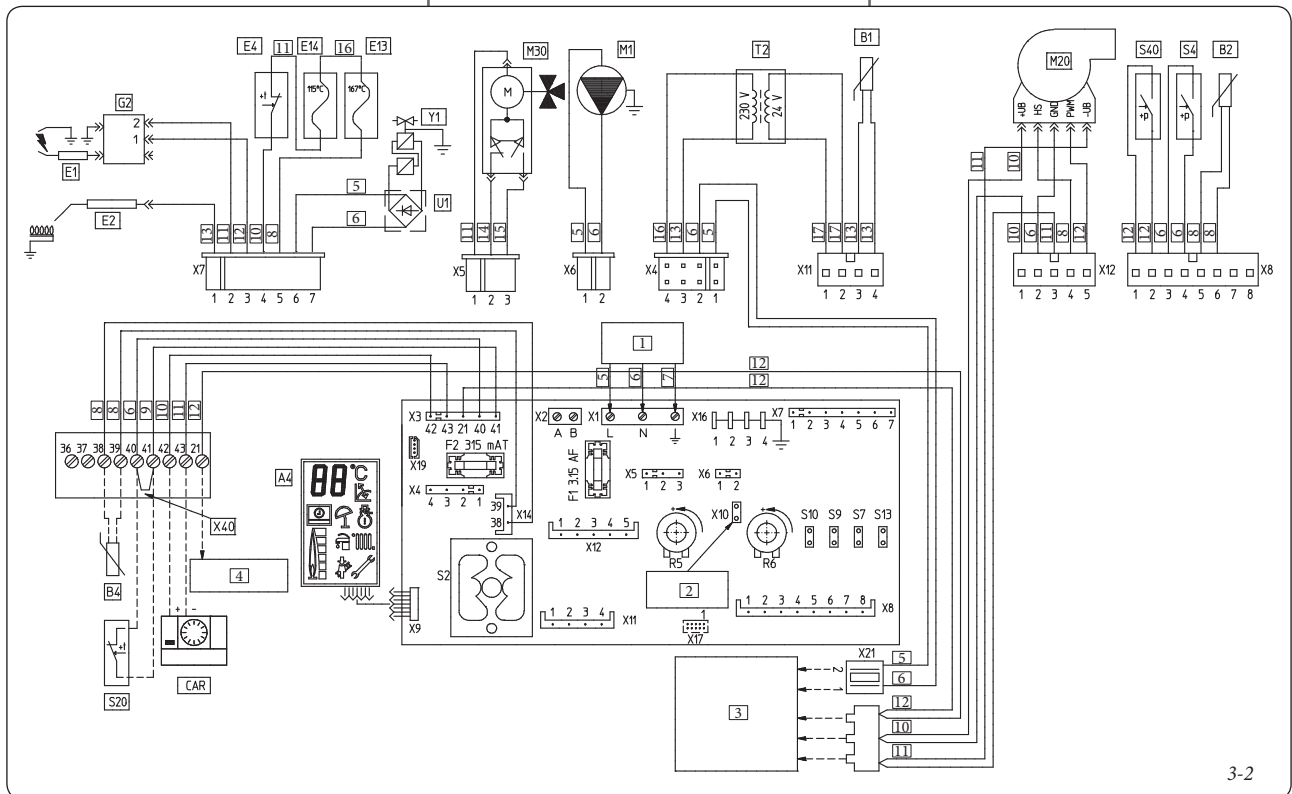 E4 11 E14 16 E13 M30 M1 T2 B1 M20 S40 S4 B2
G2 +t 115°C 167°C Y1 M 230 V 24 V
2
1
+UB HS GND PWM -UB
+p +p
E1 E2 5 6 U1
11 10
13 11 12 10 8
11 14 15
5 6
16 13 6 5
17 17 13 13
10 6 11 8 12
12 12 6 6 8 8
X7 X5 X6 X4 X11 X12 X8
1 2 3 4 5 6 7
1 2 3
1 2
4 3 2 1
1 2 3 4
1 2 3 4 5
1 2 3 4 5 6 7 8
1
12
12
5 6 7
8 8 6 9 10 11 12
36 37 38 39 40 41 42 43 21
X3
42 43 21 40 41
X2
A B
X1
L N
X16
1 2 3 4
X7
1 2 3 4 5 6 7
X19
F2 315 mAT
F1 3.15 AF
X5
1 2 3
X6
1 2
X4
4 3 2 1
39
38
X14
A4
88 °C
X40
4
B4
+t
S20
+ -
CAR
X9
S2
1 2 3 4 5
X12
R5
+
X10
R6
+
S10 S9 S7 S13
2
1 2 3 4
X11
1
X17
1 2 3 4 5 6 7 8
X8
3
X21
2
1
5
6
12
10
11
3-2